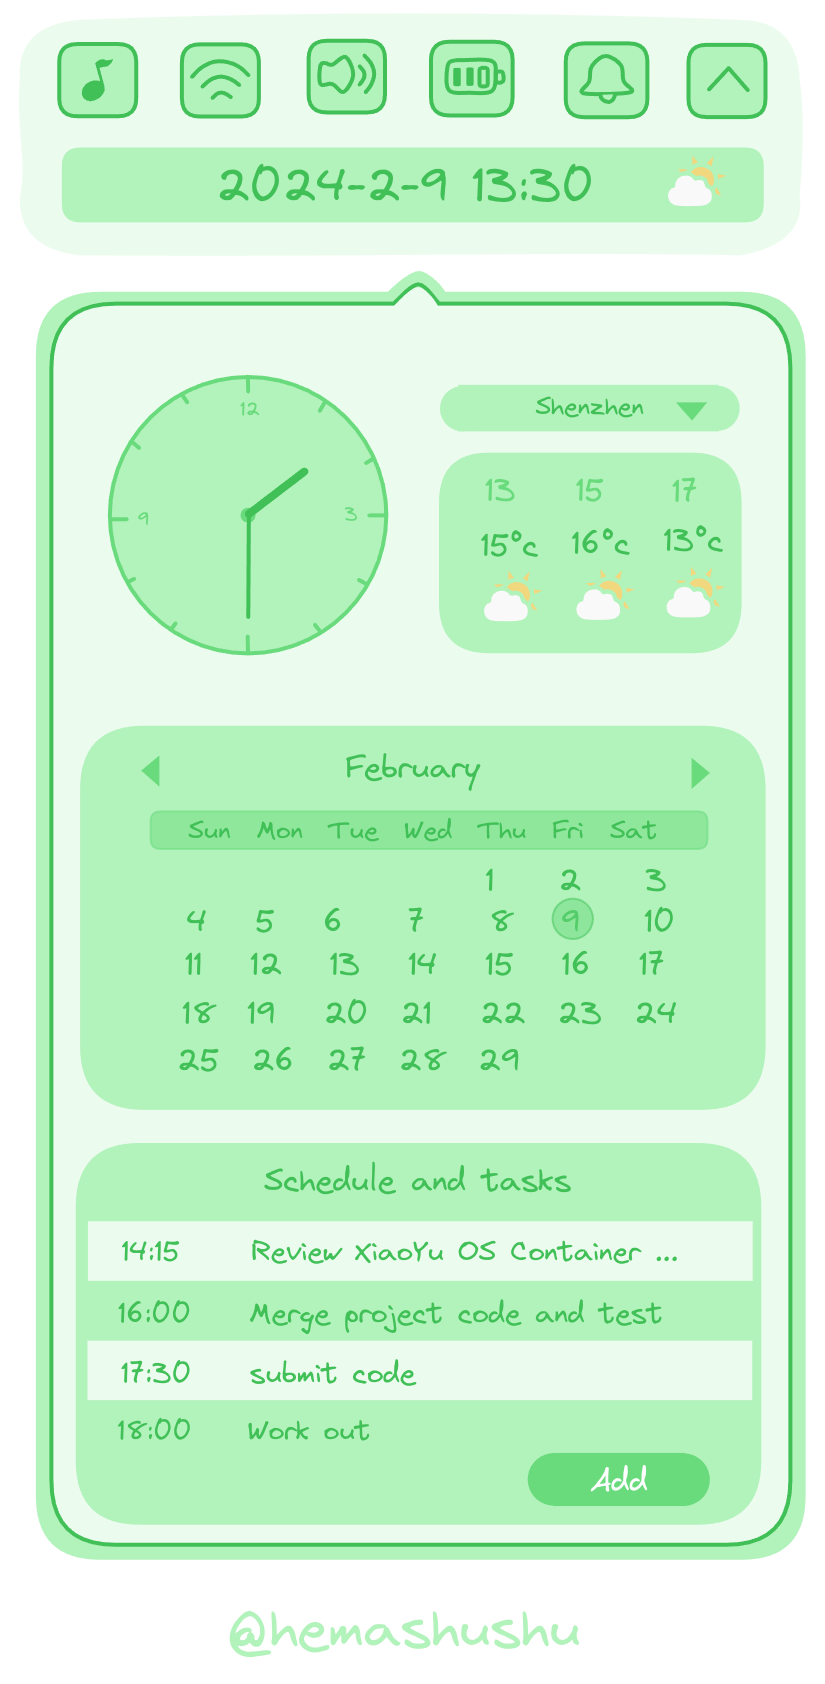 2024-2-9 13:30
12
9 3
Shenzhen
13 15 17
15°c 16°c 13°c
February
Sun Mon Tue Wed Thu Fri Sat
1 2 3
4 5 6 7 8 9 10
11 12 13 14 15 16 17
18 19 20 21 22 23 24
25 26 27 28 29
Schedule and tasks
14:15 Review XiaoYu OS Container ...
16:00 Merge project code and test
17:30 submit code
18:00 Work out
Add
@hemashushu